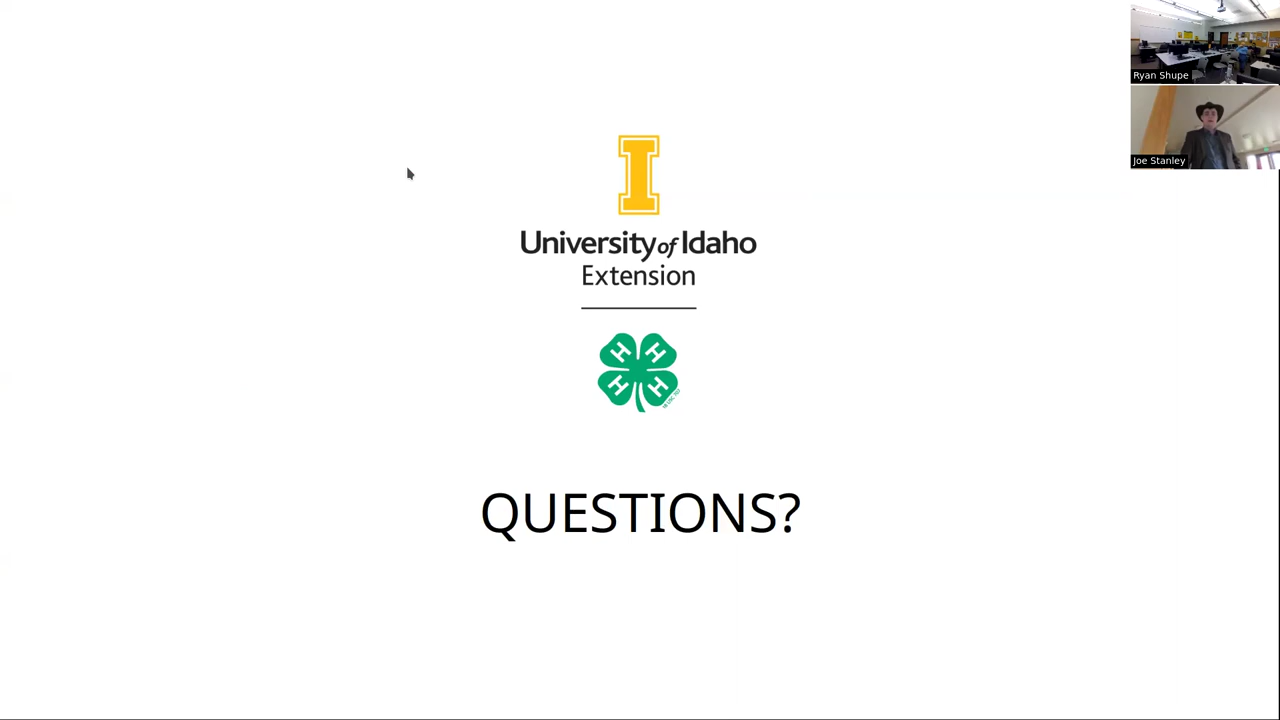 Ryan Shupe
Joe Stanley
I
University of Idaho
Extension
H H
H H
QUESTIONS?